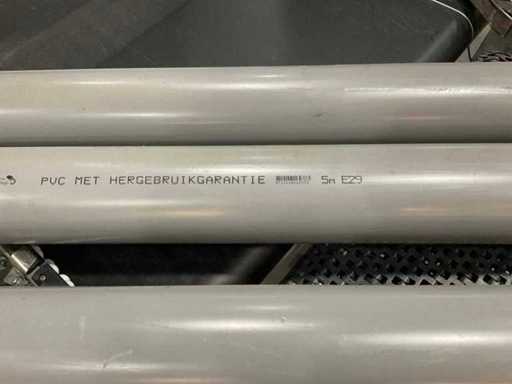 PVC MET HERGEBRUIKGARANTIE 5m E29